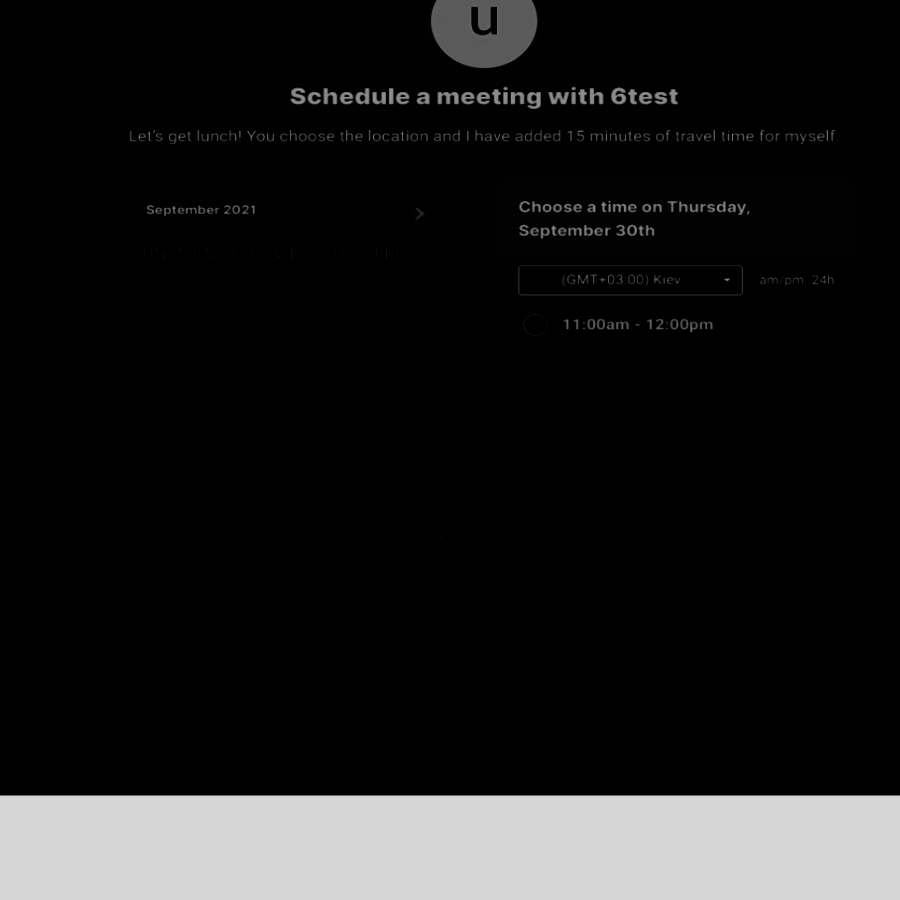 u
Schedule a meeting with 6test
Let's get lunch! You choose the location and I have added 15 minutes of travel time for myself.
September 2021
Choose a time on Thursday,
September 30th
(GMT+03:00) Kiev
am/pm 24h
11:00am - 12:00pm